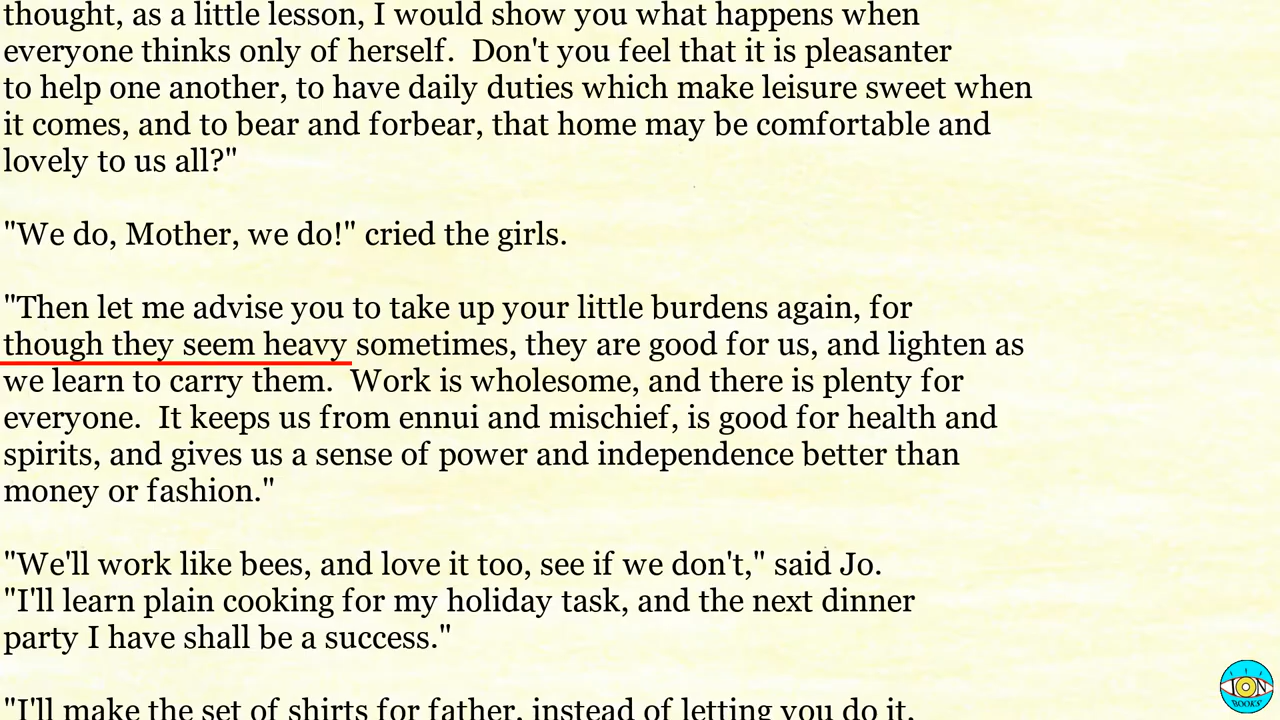 thought, as a little lesson, I would show you what happens when
everyone thinks only of herself.  Don't you feel that it is pleasanter
to help one another, to have daily duties which make leisure sweet when
it comes, and to bear and forbear, that home may be comfortable and
lovely to us all?"
"We do, Mother, we do!" cried the girls.
"Then let me advise you to take up your little burdens again, for
though they seem heavy sometimes, they are good for us, and lighten as
we learn to carry them.  Work is wholesome, and there is plenty for
everyone.  It keeps us from ennui and mischief, is good for health and
spirits, and gives us a sense of power and independence better than
money or fashion."
"We'll work like bees, and love it too, see if we don't," said Jo.
"I'll learn plain cooking for my holiday task, and the next dinner
party I have shall be a success."
"I'll make the set of shirts for father, instead of letting you do it,
ION
BOOKS